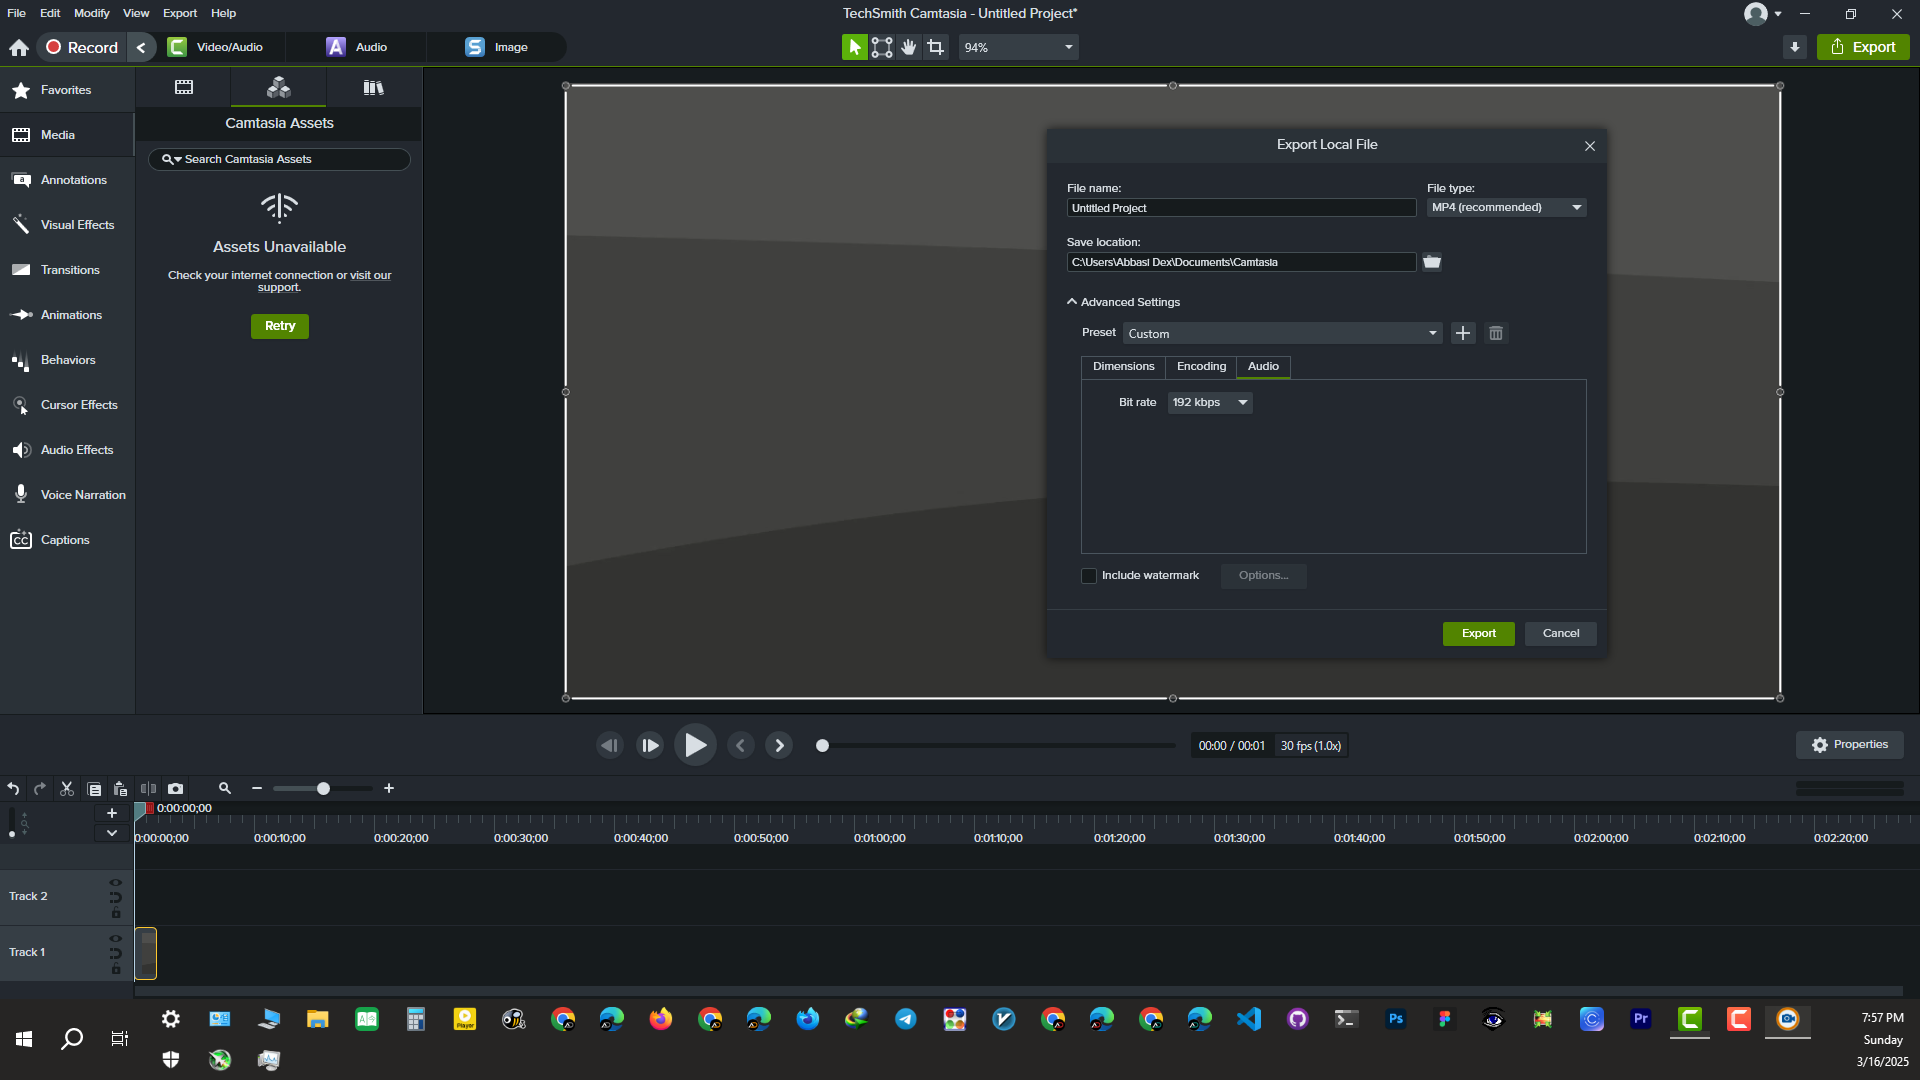 File Edit Modify View Export Help
TechSmith Camtasia - Untitled Project*
Record
Video/Audio
Audio
Image
94%
Export
Favorites
Media
Annotations
Visual Effects
Transitions
Animations
Behaviors
Cursor Effects
Audio Effects
Voice Narration
Captions
Camtasia Assets
Search Camtasia Assets
Assets Unavailable
Check your internet connection or visit our
support.
Retry
Export Local File
File name:
File type:
Untitled Project
MP4 (recommended)
Save location:
C:\Users\Abbasi Dex\Documents\Camtasia
Advanced Settings
Preset
Custom
Dimensions
Encoding
Audio
Bit rate
192 kbps
Include watermark
Options...
Export
Cancel
00:00 / 00:01
30 fps (1.0x)
Properties
0:00:00;00
0:00:00;00 0:00:10;00 0:00:20;00 0:00:30;00 0:00:40;00 0:00:50;00 0:01:00;00 0:01:10;00 0:01:20;00 0:01:30;00 0:01:40;00 0:01:50;00 0:02:00;00 0:02:10;00 0:02:20;00
Track 2
Track 1
Player
Ps
Pr
7:57 PM
Sunday
3/16/2025